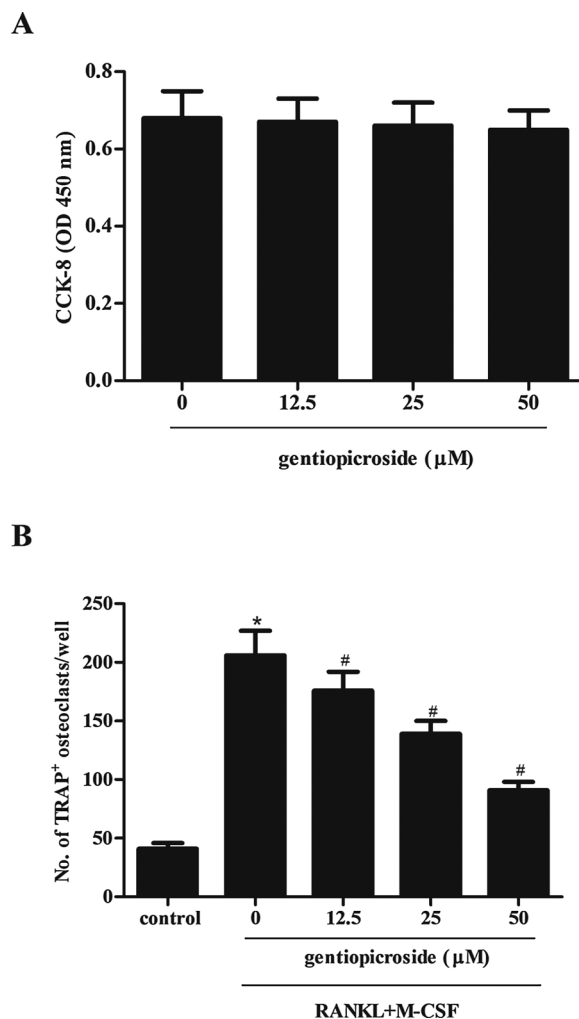 A
0.8
0.6
0.4
0.2
0.0
CCK-8 (OD 450 nm)
0 12.5 25 50
gentiopicroside (μM)
B
250
200
150
100
50
0
No. of TRAP⁺ osteoclasts/well
* # # #
control 0 12.5 25 50
gentiopicroside (μM)
RANKL+M-CSF